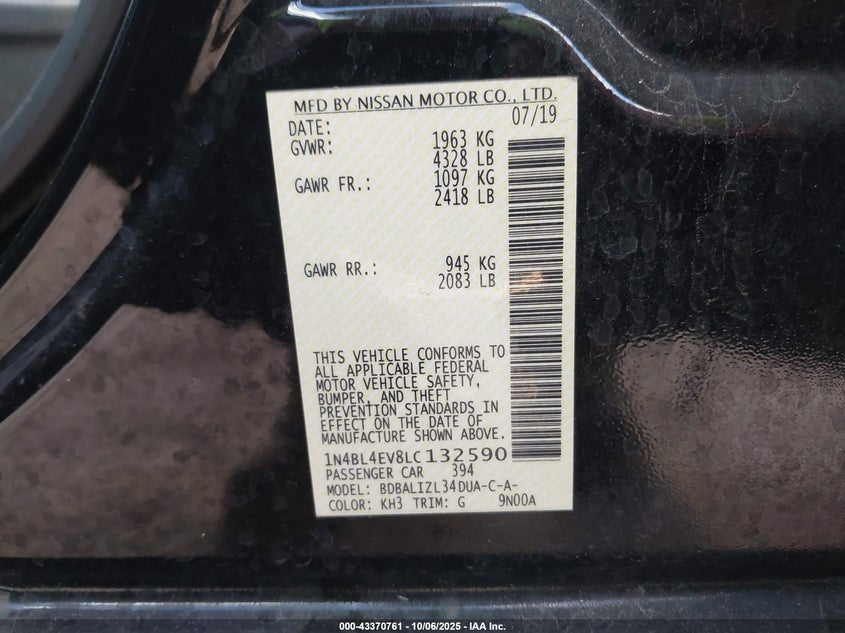 MFD BY NISSAN MOTOR CO., LTD.
DATE: 07/19
GVWR: 1963 KG
4328 LB
GAWR FR.: 1097 KG
2418 LB
GAWR RR.: 945 KG
2083 LB
THIS VEHICLE CONFORMS TO
ALL APPLICABLE FEDERAL
MOTOR VEHICLE SAFETY,
BUMPER, AND THEFT
PREVENTION STANDARDS IN
EFFECT ON THE DATE OF
MANUFACTURE SHOWN ABOVE.
1N4BL4EV8LC132590
PASSENGER CAR 394
MODEL: BDBALIZL34DUA-C-A-
COLOR: KH3 TRIM: G 9N00A
000-43370761 - 10/06/2025 - IAA Inc.